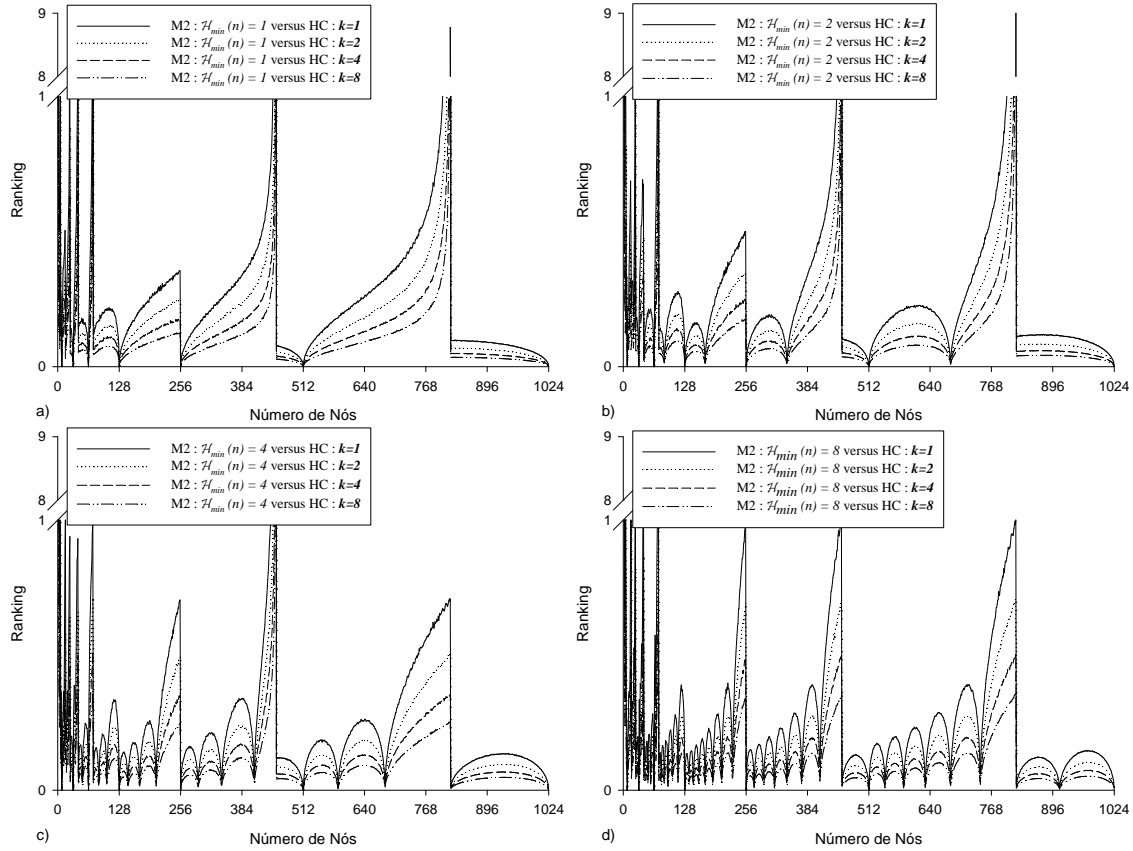 9
8
1
0
Ranking
M2 : ℋmin (n) = 1 versus HC : k=1
M2 : ℋmin (n) = 1 versus HC : k=2
M2 : ℋmin (n) = 1 versus HC : k=4
M2 : ℋmin (n) = 1 versus HC : k=8
0 128 256 384 512 640 768 896 1024
a) Número de Nós
9
8
1
0
Ranking
M2 : ℋmin (n) = 2 versus HC : k=1
M2 : ℋmin (n) = 2 versus HC : k=2
M2 : ℋmin (n) = 2 versus HC : k=4
M2 : ℋmin (n) = 2 versus HC : k=8
0 128 256 384 512 640 768 896 1024
b) Número de Nós
9
8
1
0
Ranking
M2 : ℋmin (n) = 4 versus HC : k=1
M2 : ℋmin (n) = 4 versus HC : k=2
M2 : ℋmin (n) = 4 versus HC : k=4
M2 : ℋmin (n) = 4 versus HC : k=8
0 128 256 384 512 640 768 896 1024
c) Número de Nós
9
8
1
0
Ranking
M2 : ℋmin (n) = 8 versus HC : k=1
M2 : ℋmin (n) = 8 versus HC : k=2
M2 : ℋmin (n) = 8 versus HC : k=4
M2 : ℋmin (n) = 8 versus HC : k=8
0 128 256 384 512 640 768 896 1024
d) Número de Nós